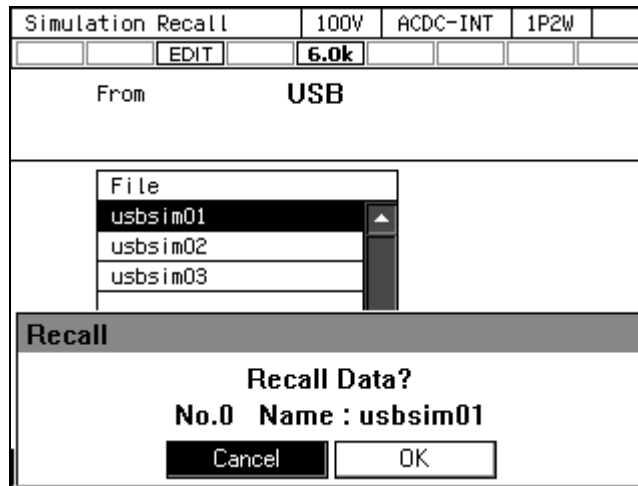 Simulation Recall 100V ACDC-INT 1P2W
EDIT 6.0k
From USB
File
usbsim01
usbsim02
usbsim03
Recall
Recall Data?
No.0 Name : usbsim01
Cancel OK